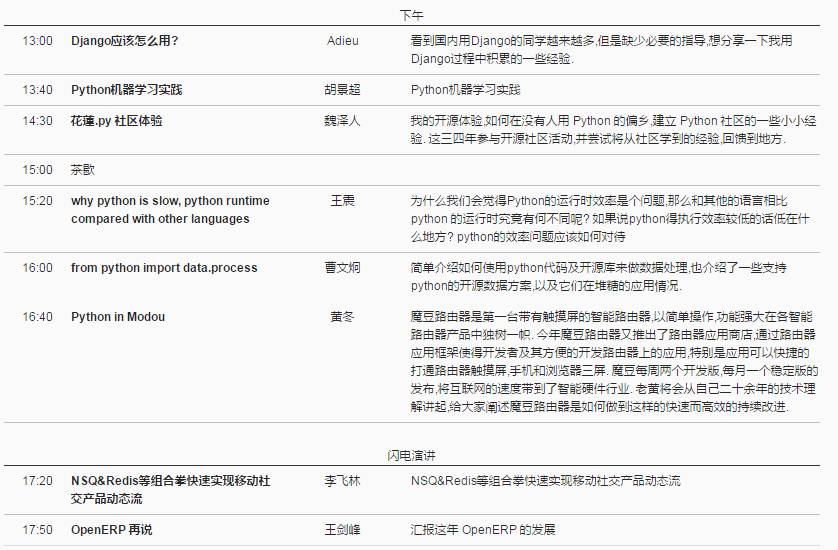 下午
13:00 Django应该怎么用? Adieu 看到国内用Django的同学越来越多,但是缺少必要的指导,想分享一下我用
Django过程中积累的一些经验.
13:40 Python机器学习实践 胡景超 Python机器学习实践
14:30 花蓮.py 社区体验 魏泽人 我的开源体验,如何在没有人用 Python 的偏乡,建立 Python 社区的一些小小经
验. 这三四年参与开源社区活动,并尝试将从社区学到的经验,回馈到地方.
15:00 茶歇
15:20 why python is slow, python runtime 王震 为什么我们会觉得Python的运行时效率是个问题,那么和其他的语言相比
compared with other languages python 的运行时究竟有何不同呢? 如果说python得执行效率较低的话低在什
么地方? python的效率问题应该如何对待
16:00 from python import data.process 曹文炯 简单介绍如何使用python代码及开源库来做数据处理,也介绍了一些支持
python的开源数据方案,以及它们在堆糖的应用情况.
16:40 Python in Modou 黄冬 魔豆路由器是第一台带有触摸屏的智能路由器,以简单操作,功能强大在各智能
路由器产品中独树一帜. 今年魔豆路由器又推出了路由器应用商店,通过路由器
应用框架使得开发者及其方便的开发路由器上的应用,特别是应用可以快捷的
打通路由器触摸屏,手机和浏览器三屏. 魔豆每周两个开发版,每月一个稳定版的
发布,将互联网的速度带到了智能硬件行业. 老黄将会从自己二十余年的技术理
解讲起,给大家阐述魔豆路由器是如何做到这样的快速而高效的持续改进.
闪电演讲
17:20 NSQ&Redis等组合拳快速实现移动社 李飞林 NSQ&Redis等组合拳快速实现移动社交产品动态流
交产品动态流
17:50 OpenERP 再说 王剑峰 汇报这年 OpenERP 的发展